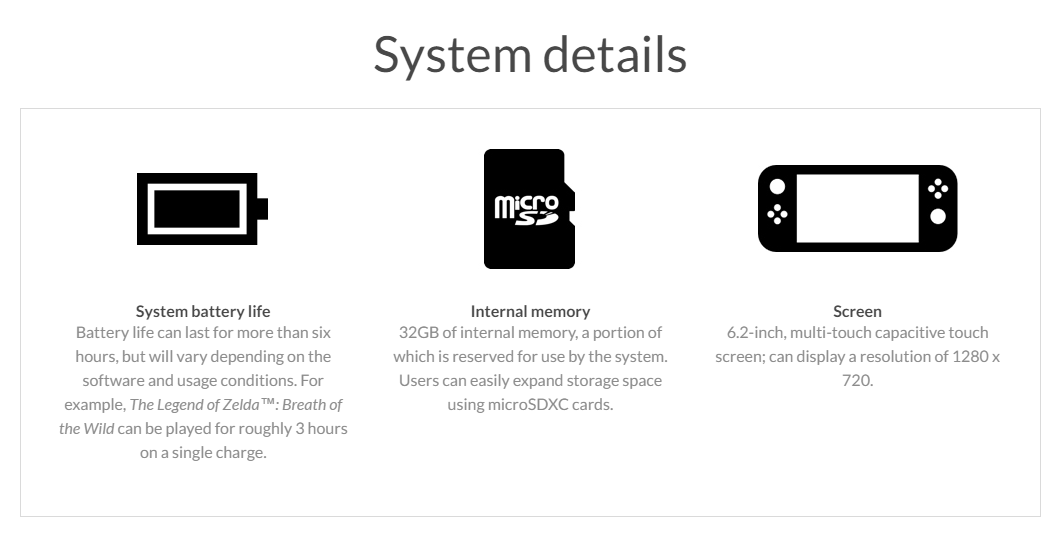 System details
micro
SD
System battery life
Battery life can last for more than six
hours, but will vary depending on the
software and usage conditions. For
example, The Legend of Zelda™: Breath of
the Wild can be played for roughly 3 hours
on a single charge.
Internal memory
32GB of internal memory, a portion of
which is reserved for use by the system.
Users can easily expand storage space
using microSDXC cards.
Screen
6.2-inch, multi-touch capacitive touch
screen; can display a resolution of 1280 x
720.